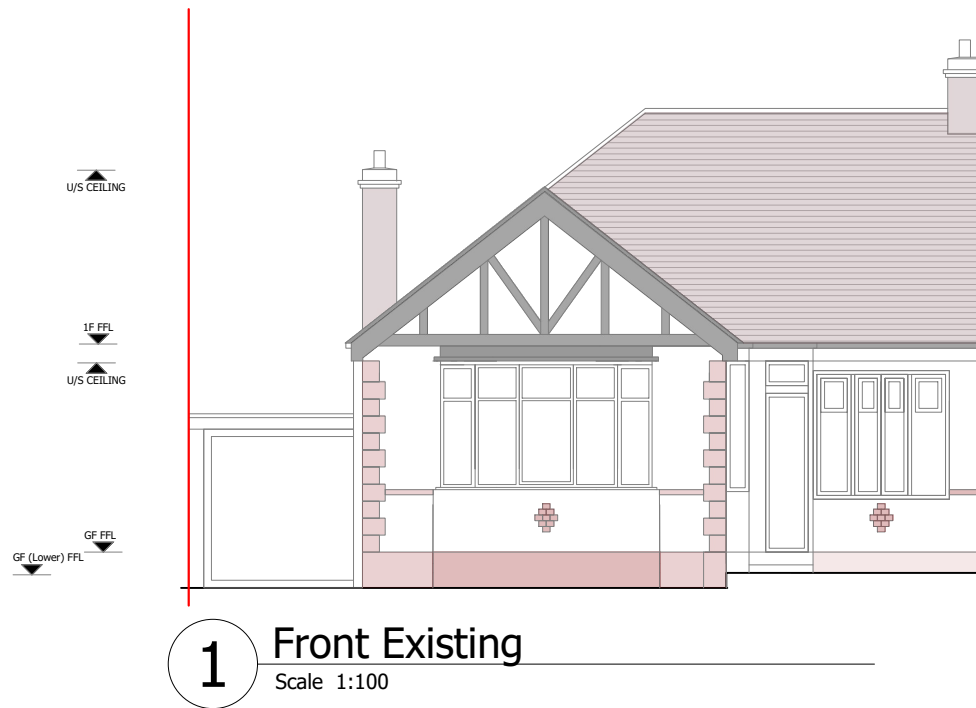 U/S CEILING
1F FFL
U/S CEILING
GF FFL
GF (Lower) FFL
1
Front Existing
Scale 1:100